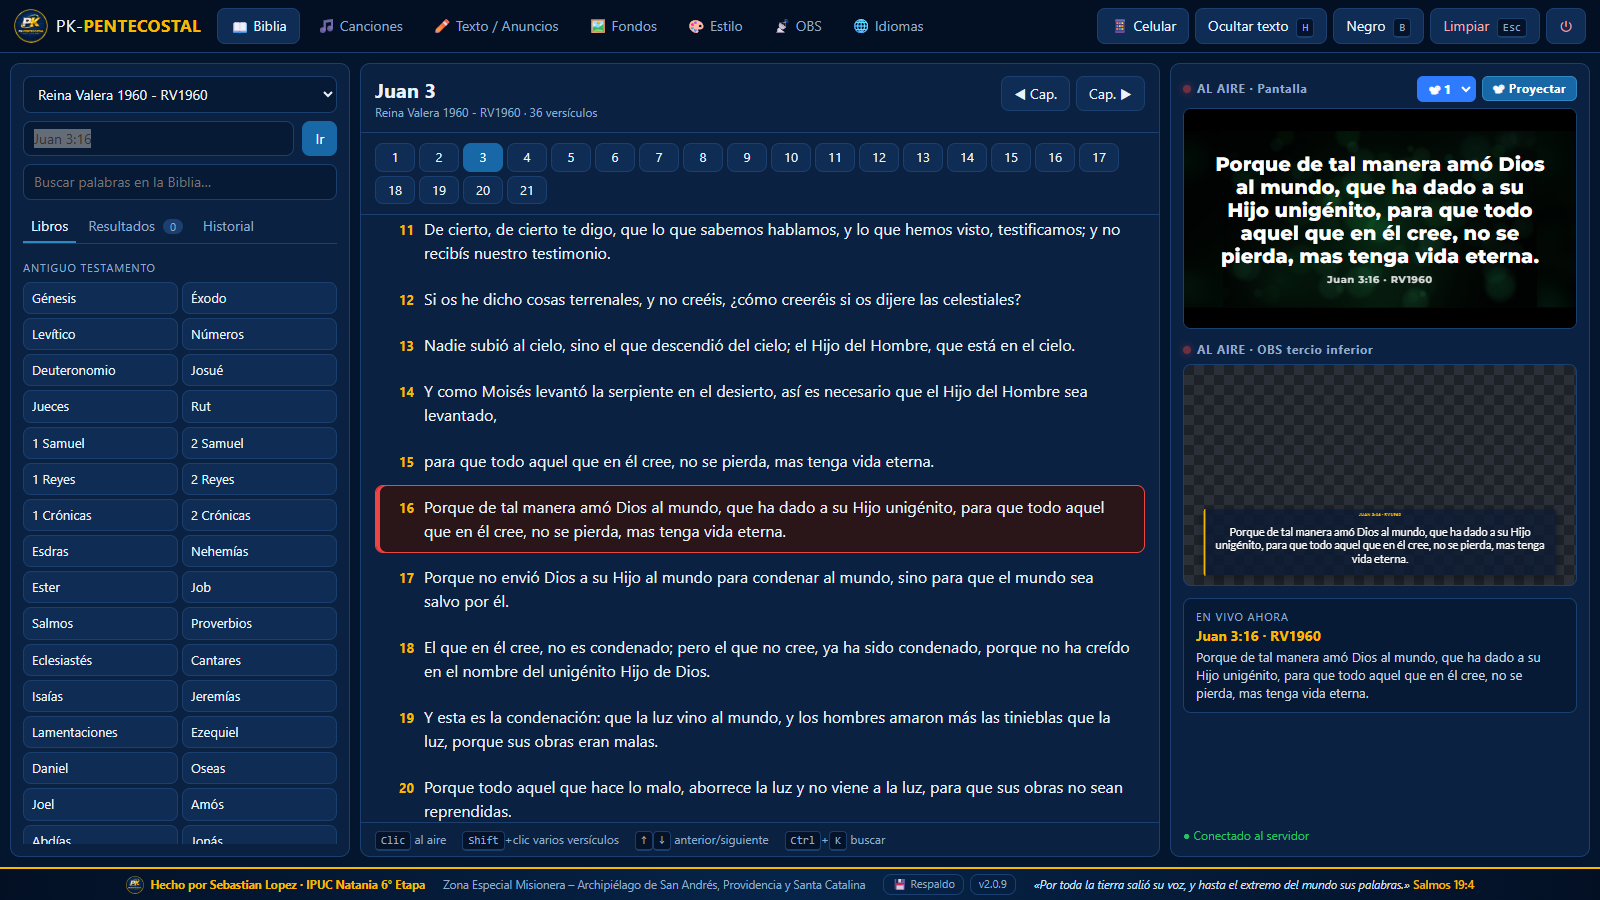 PK-PENTECOSTAL
Biblia
Canciones
Texto / Anuncios
Fondos
Estilo
OBS
Idiomas
Celular
Ocultar texto H
Negro B
Limpiar Esc
Reina Valera 1960 - RV1960
Juan 3:16
Ir
Buscar palabras en la Biblia...
Libros
Resultados 0
Historial
ANTIGUO TESTAMENTO
Génesis
Éxodo
Levítico
Números
Deuteronomio
Josué
Jueces
Rut
1 Samuel
2 Samuel
1 Reyes
2 Reyes
1 Crónicas
2 Crónicas
Esdras
Nehemías
Ester
Job
Salmos
Proverbios
Eclesiastés
Cantares
Isaías
Jeremías
Lamentaciones
Ezequiel
Daniel
Oseas
Joel
Amós
Abdías
Jonás
Juan 3
Reina Valera 1960 - RV1960 · 36 versículos
◀ Cap.
Cap. ▶
1 2 3 4 5 6 7 8 9 10 11 12 13 14 15 16 17
18 19 20 21
11 De cierto, de cierto te digo, que lo que sabemos hablamos, y lo que hemos visto, testificamos; y no
recibís nuestro testimonio.
12 Si os he dicho cosas terrenales, y no creéis, ¿cómo creeréis si os dijere las celestiales?
13 Nadie subió al cielo, sino el que descendió del cielo; el Hijo del Hombre, que está en el cielo.
14 Y como Moisés levantó la serpiente en el desierto, así es necesario que el Hijo del Hombre sea
levantado,
15 para que todo aquel que en él cree, no se pierda, mas tenga vida eterna.
16 Porque de tal manera amó Dios al mundo, que ha dado a su Hijo unigénito, para que todo aquel
que en él cree, no se pierda, mas tenga vida eterna.
17 Porque no envió Dios a su Hijo al mundo para condenar al mundo, sino para que el mundo sea
salvo por él.
18 El que en él cree, no es condenado; pero el que no cree, ya ha sido condenado, porque no ha creído
en el nombre del unigénito Hijo de Dios.
19 Y esta es la condenación: que la luz vino al mundo, y los hombres amaron más las tinieblas que la
luz, porque sus obras eran malas.
20 Porque todo aquel que hace lo malo, aborrece la luz y no viene a la luz, para que sus obras no sean
reprendidas.
Clic al aire
Shift +clic varios versículos
↑ ↓ anterior/siguiente
Ctrl + K buscar
AL AIRE · Pantalla
1
Proyectar
Porque de tal manera amó Dios
al mundo, que ha dado a su
Hijo unigénito, para que todo
aquel que en él cree, no se
pierda, mas tenga vida eterna.
Juan 3:16 · RV1960
AL AIRE · OBS tercio inferior
JUAN 3:16 · RV1960
Porque de tal manera amó Dios al mundo, que ha dado a su Hijo
unigénito, para que todo aquel que en él cree, no se pierda, mas tenga
vida eterna.
EN VIVO AHORA
Juan 3:16 · RV1960
Porque de tal manera amó Dios al mundo, que ha dado a su
Hijo unigénito, para que todo aquel que en él cree, no se
pierda, mas tenga vida eterna.
Conectado al servidor
Hecho por Sebastian Lopez · IPUC Natania 6° Etapa
Zona Especial Misionera – Archipiélago de San Andrés, Providencia y Santa Catalina
Respaldo
v2.0.9
«Por toda la tierra salió su voz, y hasta el extremo del mundo sus palabras.» Salmos 19:4